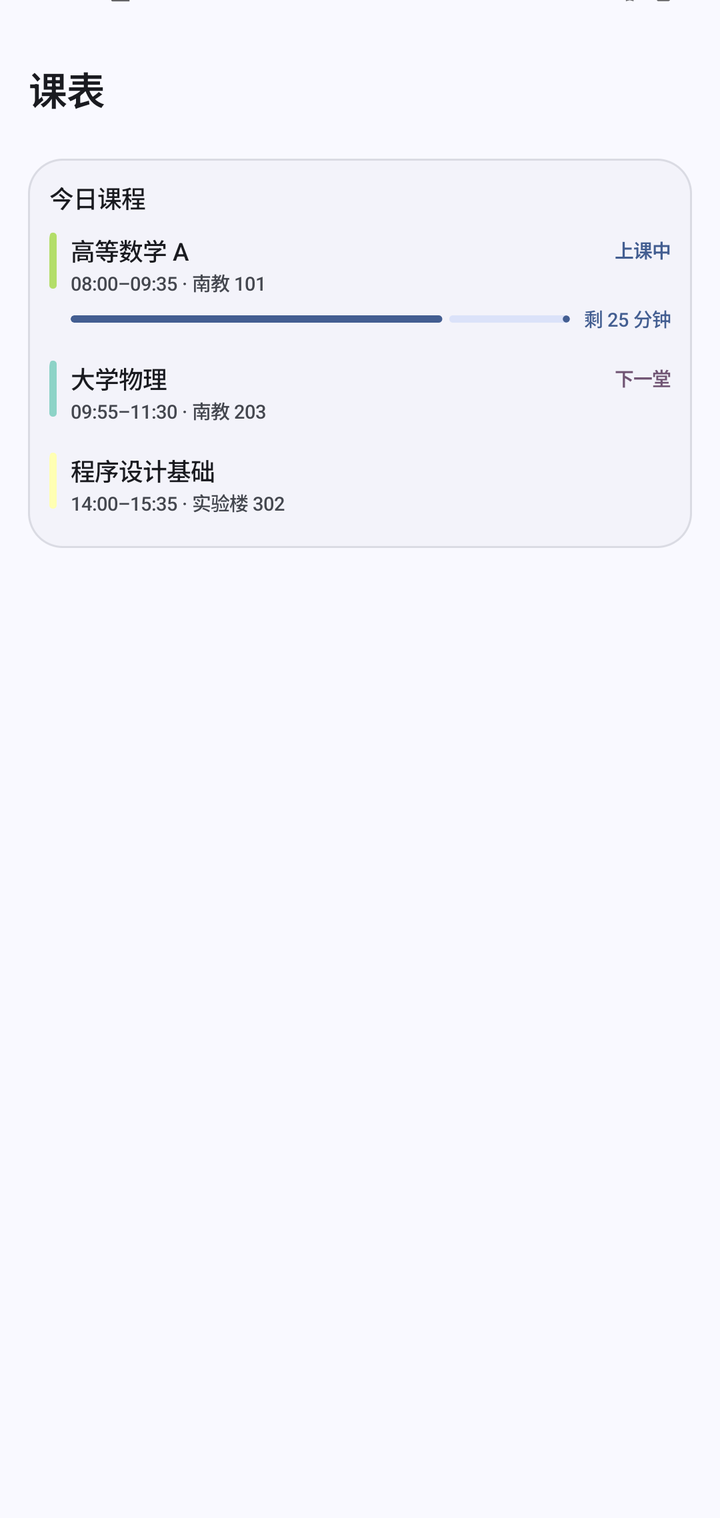 课表
今日课程
高等数学 A
上课中
08:00–09:35 · 南教 101
剩 25 分钟
大学物理
下一堂
09:55–11:30 · 南教 203
程序设计基础
14:00–15:35 · 实验楼 302